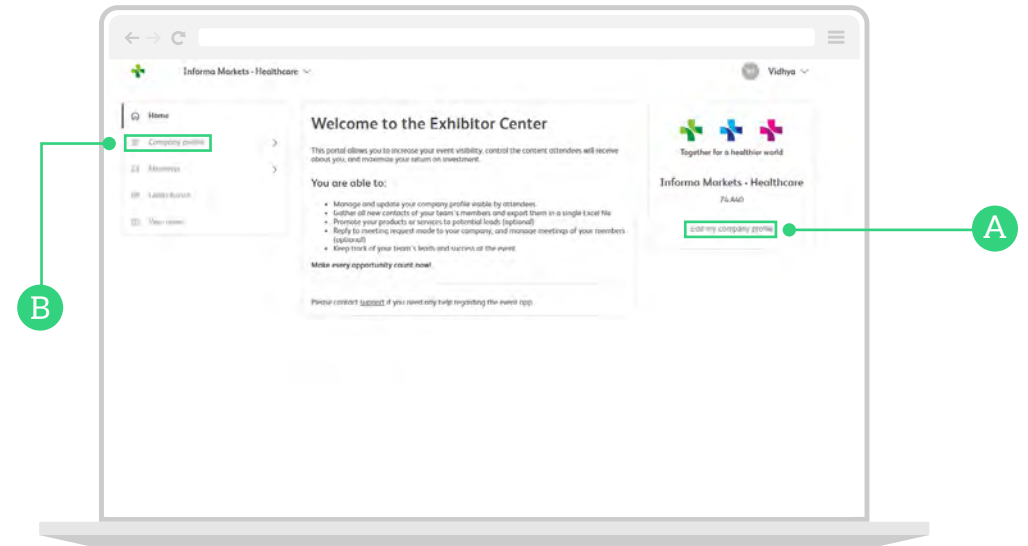 Informa Markets - Healthcare
Vidhya
Home
Company profile
Meetings
Welcome to the Exhibitor Center
This portal allows you to increase your event visibility, control the content attendees will receive
about you, and maximize your return on investment.
You are able to:
• Manage and update your company profile visible by attendees
• Gather all new contacts of your team's members and export them in a single Excel file
• Promote your products or services to potential leads (optional)
• Reply to meeting request made to your company, and manage meetings of your members
(optional)
• Keep track of your team's leads and success at the event
Make every opportunity count now!
Please contact support if you need any help regarding the event app.
Together for a healthier world
Informa Markets - Healthcare
74.A40
Edit my company profile
A
B